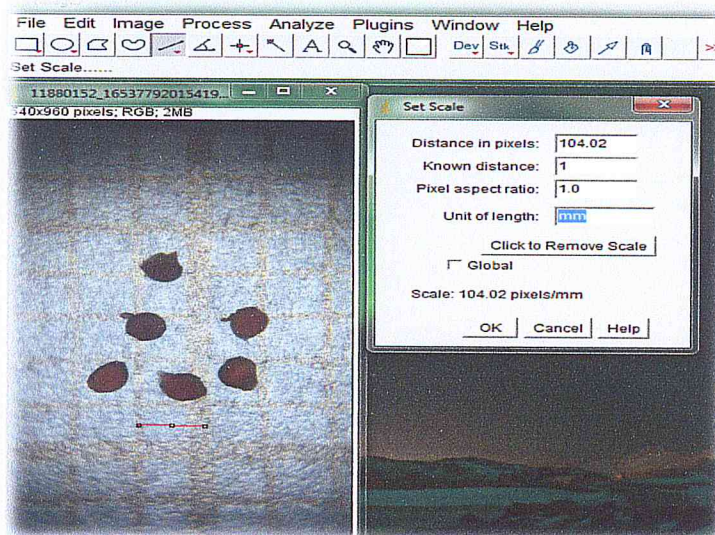 File Edit Image Process Analyze Plugins Window Help
A Dev Stk >>
Set Scale......
11880152_16537792015419...
540x960 pixels; RGB; 2MB
Set Scale
Distance in pixels: 104.02
Known distance: 1
Pixel aspect ratio: 1.0
Unit of length: mm
Click to Remove Scale
Global
Scale: 104.02 pixels/mm
OK Cancel Help